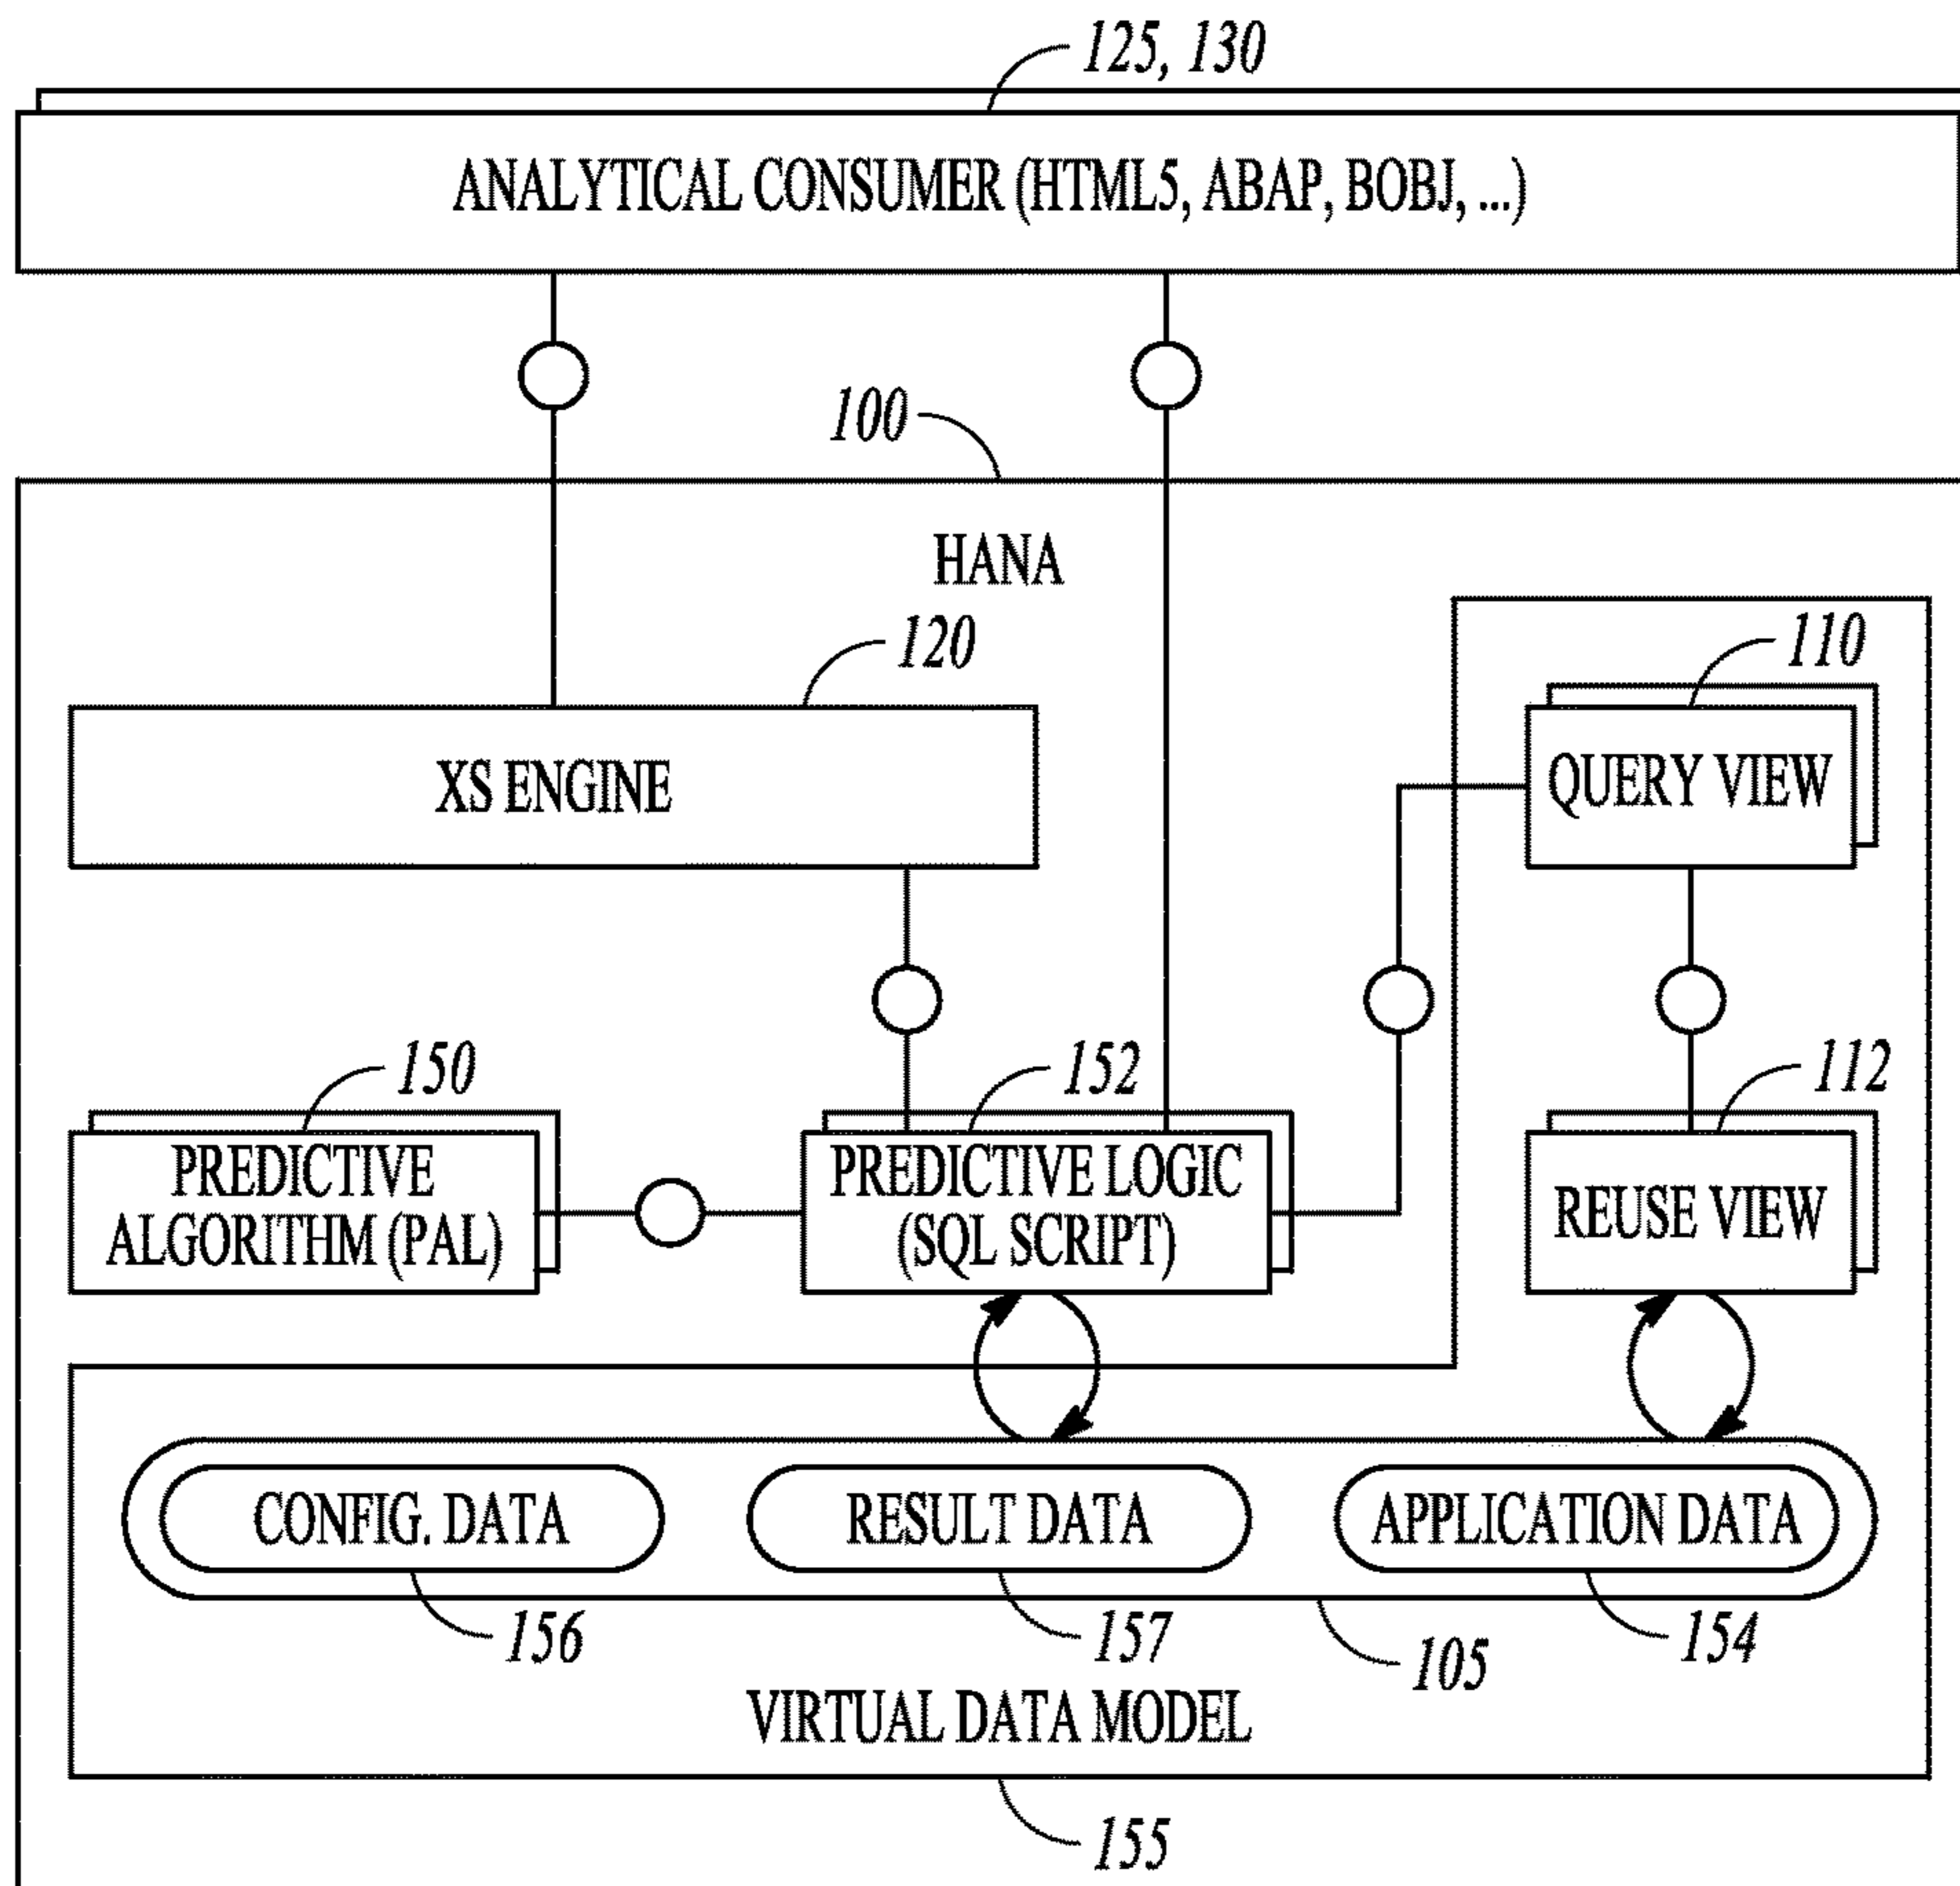 125, 130
ANALYTICAL CONSUMER (HTML5, ABAP, BOBJ, ...)
100
HANA
120
110
XS ENGINE
QUERY VIEW
150
152
112
PREDICTIVE
ALGORITHM (PAL)
PREDICTIVE LOGIC
(SQL SCRIPT)
REUSE VIEW
CONFIG. DATA
RESULT DATA
APPLICATION DATA
156
157
105
154
VIRTUAL DATA MODEL
155